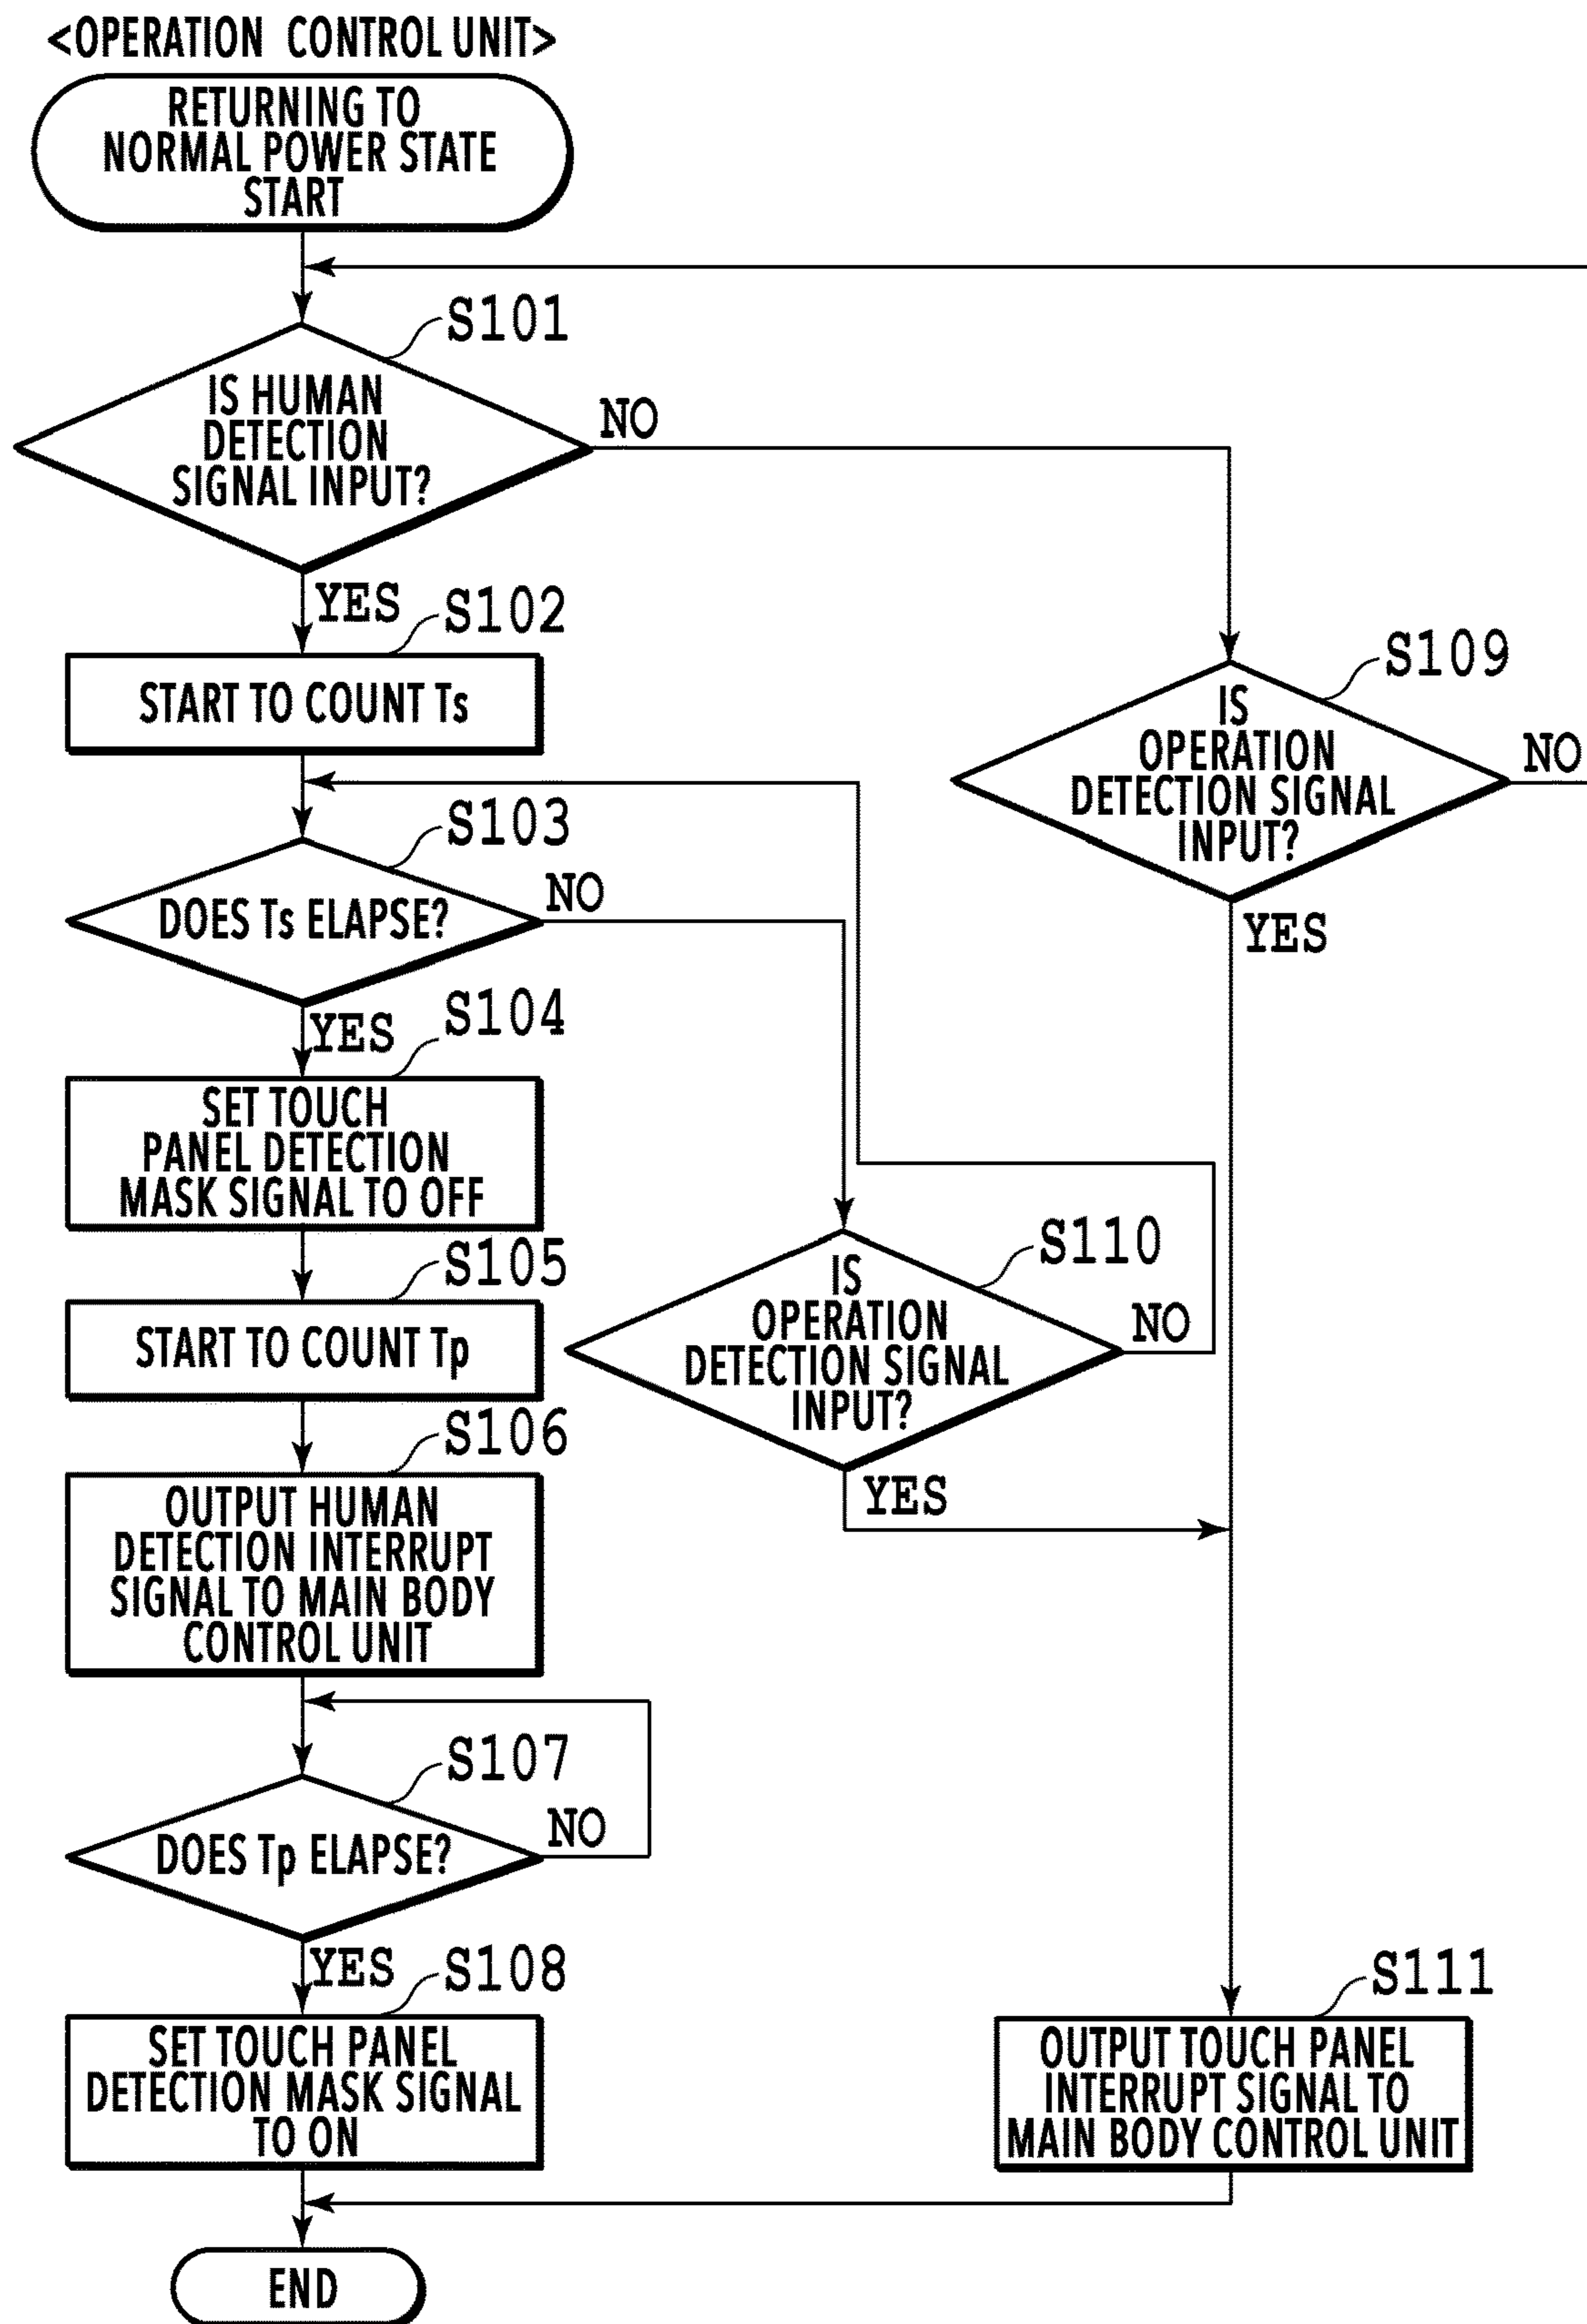 <OPERATION CONTROL UNIT>
RETURNING TO
NORMAL POWER STATE
START
S101
IS HUMAN
DETECTION
SIGNAL INPUT?
NO
YES
S102
START TO COUNT Ts
S109
IS
OPERATION
DETECTION SIGNAL
INPUT?
NO
YES
S103
DOES Ts ELAPSE?
NO
YES
S104
SET TOUCH
PANEL DETECTION
MASK SIGNAL TO OFF
S105
START TO COUNT Tp
S110
IS
OPERATION
DETECTION SIGNAL
INPUT?
NO
YES
S106
OUTPUT HUMAN
DETECTION INTERRUPT
SIGNAL TO MAIN BODY
CONTROL UNIT
S107
DOES Tp ELAPSE?
NO
YES
S108
SET TOUCH PANEL
DETECTION MASK SIGNAL
TO ON
S111
OUTPUT TOUCH PANEL
INTERRUPT SIGNAL TO
MAIN BODY CONTROL UNIT
END